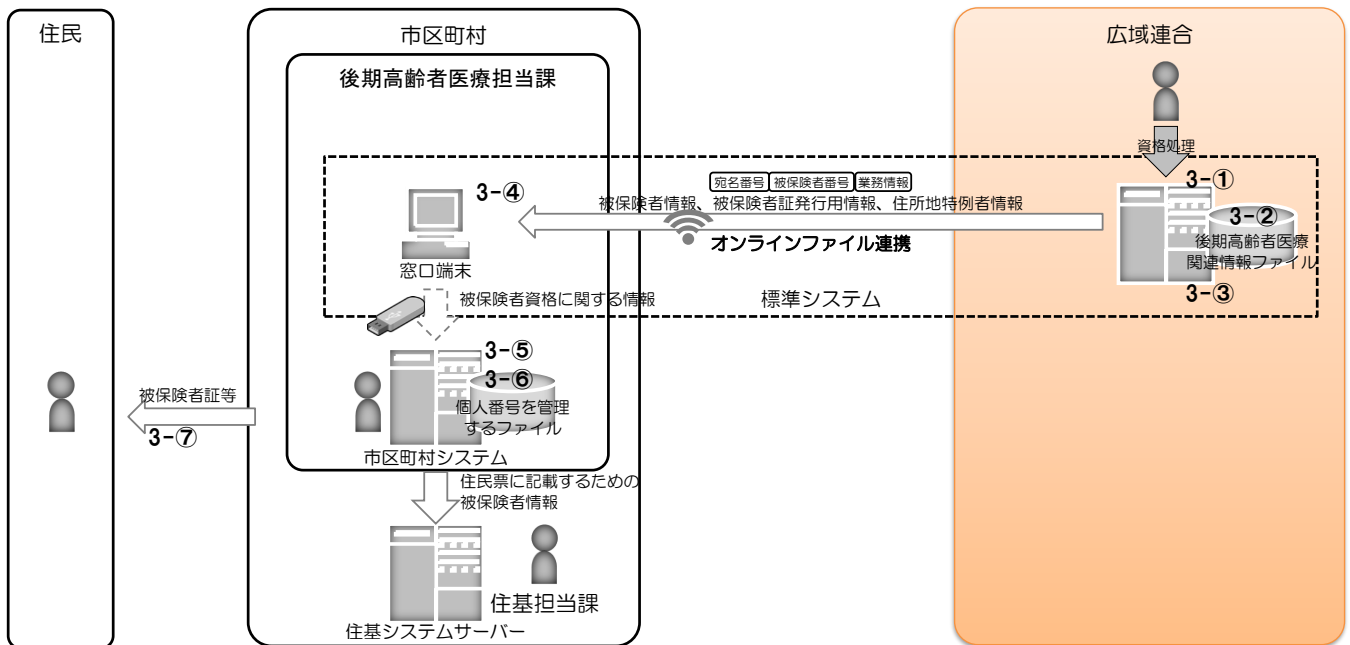 住民
市区町村
広域連合
後期高齢者医療担当課
資格処理
3-①
3-②
後期高齢者医療
関連情報ファイル
3-③
宛名番号 被保険者番号 業務情報
被保険者情報、被保険者証発行用情報、住所地特例者情報
オンラインファイル連携
標準システム
3-④
窓口端末
被保険者資格に関する情報
3-⑤
3-⑥
個人番号を管理
するファイル
市区町村システム
被保険者証等
3-⑦
住民票に記載するための
被保険者情報
住基担当課
住基システムサーバー